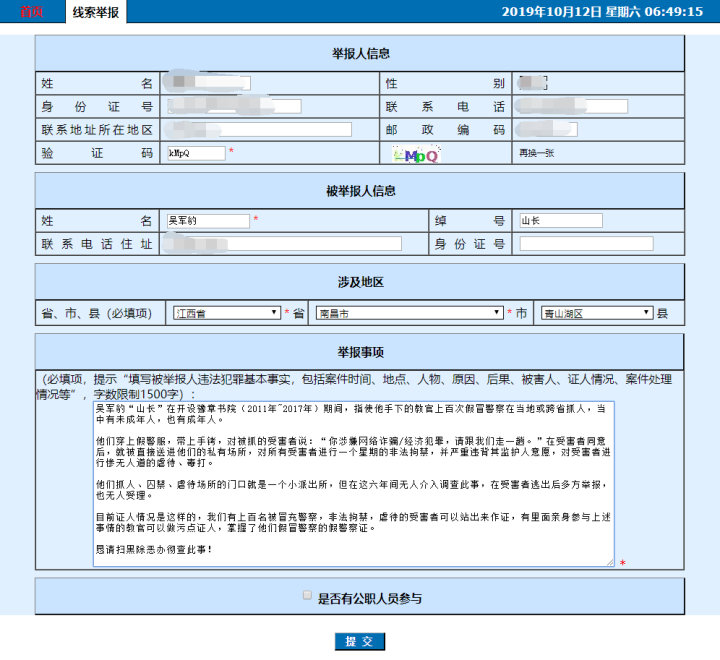 首页 线索举报 2019年10月12日 星期六 06:49:15
举报人信息
姓名 性别
身份证号 联系电话
联系地址所在地区 邮政编码
验证码 kMpQ * MpQ 再换一张
被举报人信息
姓名 吴军豹 * 绰号 山长
联系电话住址 身份证号
涉及地区
省、市、县（必填项） 江西省 * 省 南昌市 * 市 青山湖区 县
举报事项
（必填项，提示“填写被举报人违法犯罪基本事实，包括案件时间、地点、人物、原因、后果、被害人、证人情况、案件处理
情况等”，字数限制1500字）：
吴军豹“山长”在开设豫章书院（2011年~2017年）期间，指使他手下的教官上百次假冒警察在当地或跨省抓人，当
中有未成年人，也有成年人。
他们穿上假警服，带上手铐，对被抓的受害者说：“你涉嫌网络诈骗/经济犯罪，请跟我们走一趟。”在受害者同意
后，就被直接送进他们的私有场所，对所有受害者进行一个星期的非法拘禁，并严重违背其监护人意愿，对受害者进
行惨无人道的虐待、毒打。
他们抓人、囚禁、虐待场所的门口就是一个小派出所，但在这六年间无人介入调查此事，在受害者逃出后多方举报，
也无人受理。
目前证人情况是这样的，我们有上百名被冒充警察，非法拘禁，虐待的受害者可以站出来作证，有里面亲身参与上述
事情的教官可以做污点证人，掌握了他们假冒警察的假警察证。
恳请扫黑除恶办彻查此事！
*
是否有公职人员参与
提 交